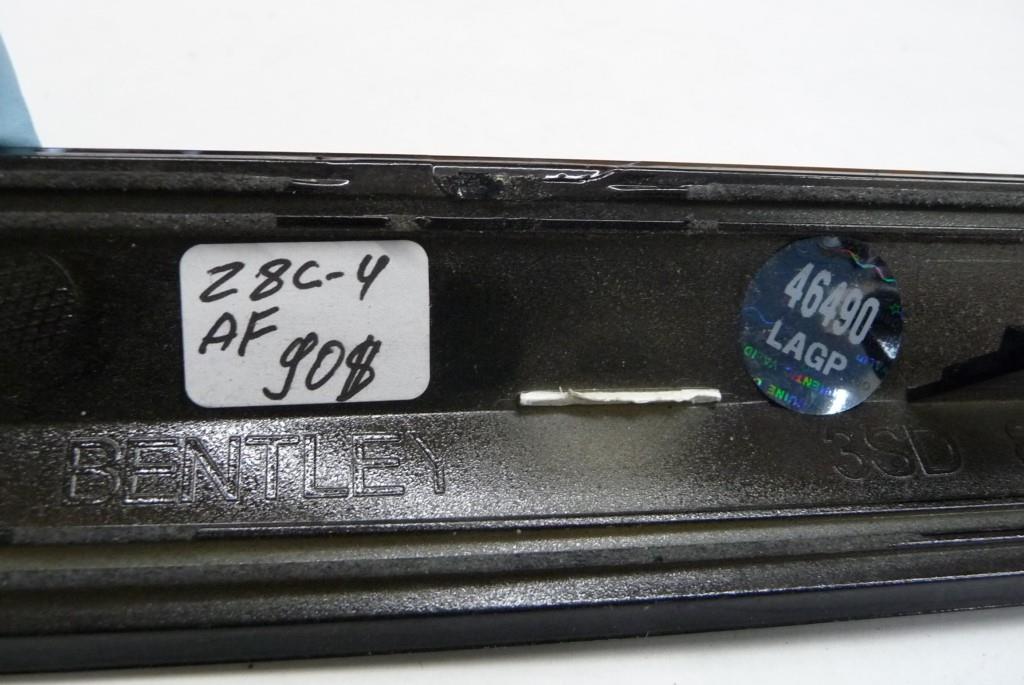 Z8C-4
AF
90$
46490
LAGP
BENTLEY
3SD